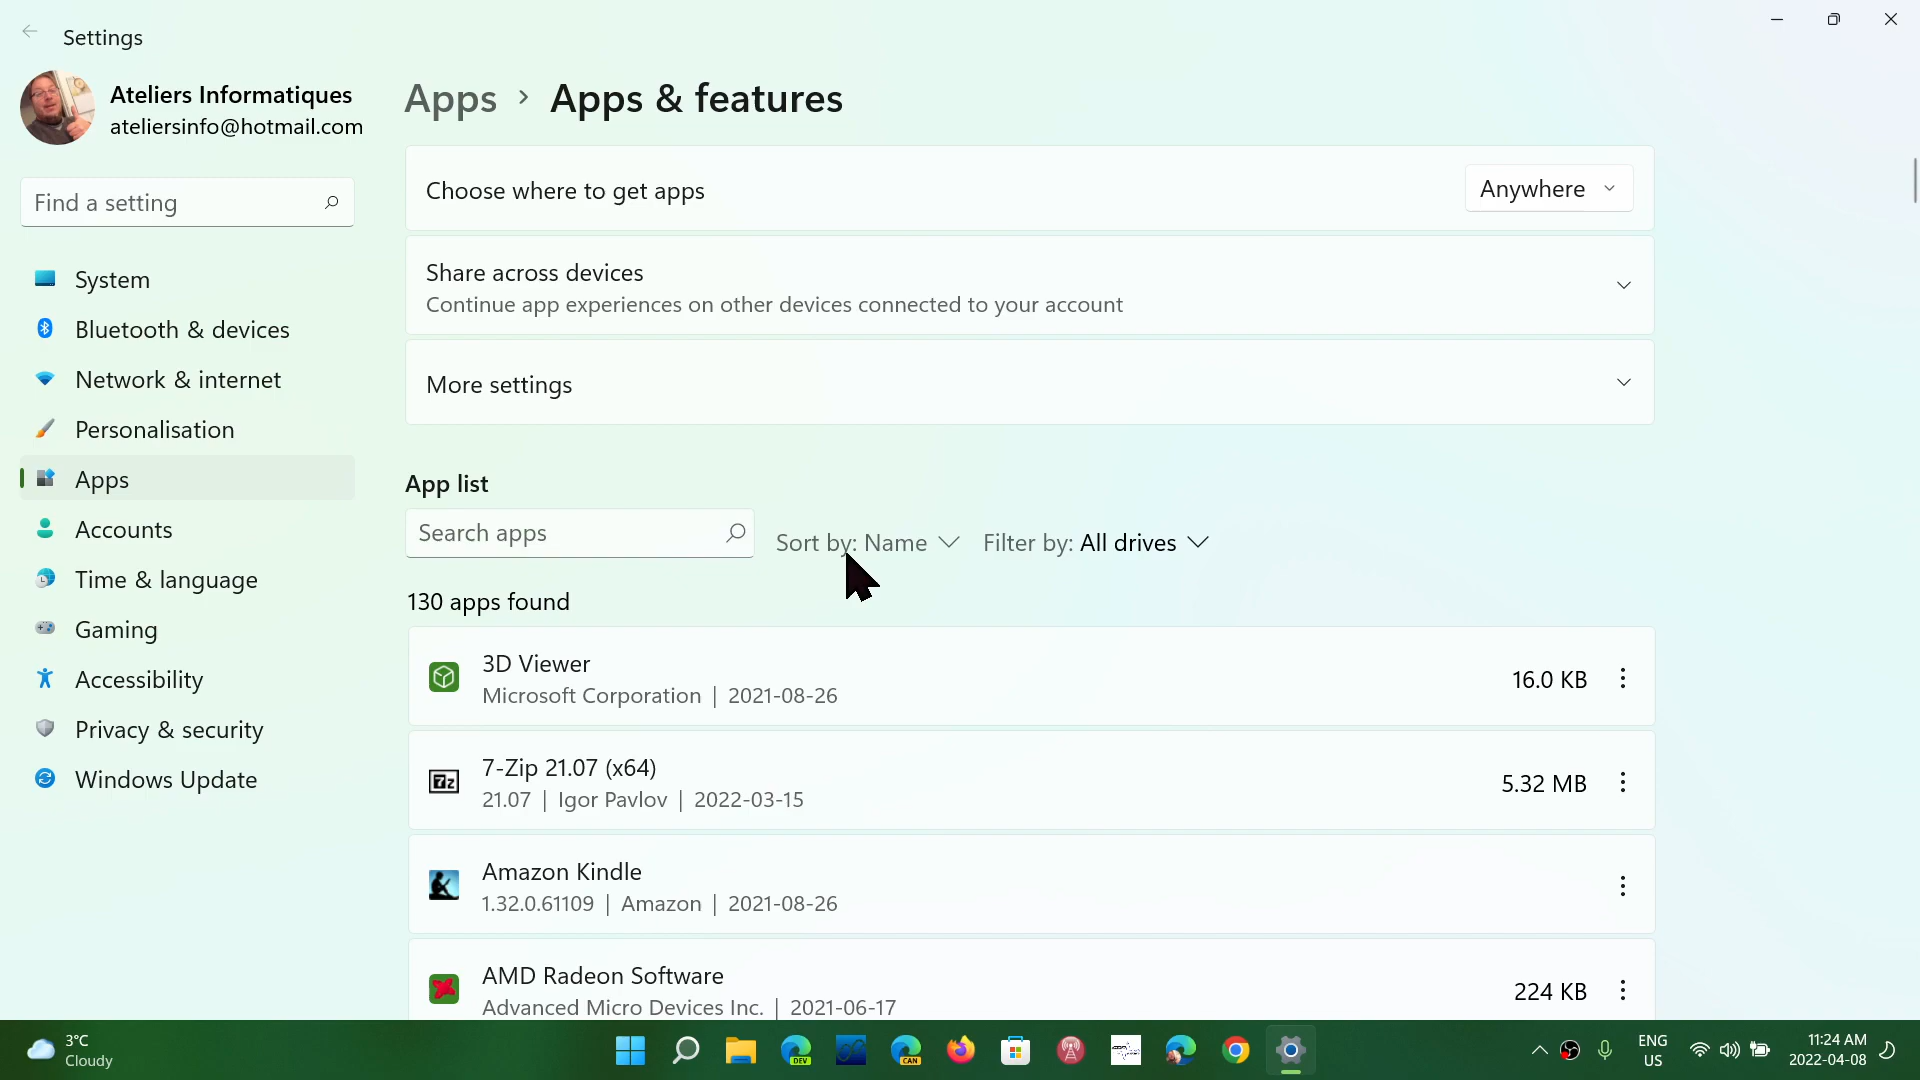 Settings
Ateliers Informatiques
ateliersinfo@hotmail.com
Find a setting
System
Bluetooth & devices
Network & internet
Personalisation
Apps
Accounts
Time & language
Gaming
Accessibility
Privacy & security
Windows Update
Apps > Apps & features
Choose where to get apps
Anywhere
Share across devices
Continue app experiences on other devices connected to your account
More settings
App list
Search apps
Sort by: Name
Filter by: All drives
130 apps found
3D Viewer
Microsoft Corporation | 2021-08-26
16.0 KB
7-Zip 21.07 (x64)
21.07 | Igor Pavlov | 2022-03-15
5.32 MB
Amazon Kindle
1.32.0.61109 | Amazon | 2021-08-26
AMD Radeon Software
Advanced Micro Devices Inc. | 2021-06-17
224 KB
3°C
Cloudy
DEV
CAN
ENG
US
11:24 AM
2022-04-08